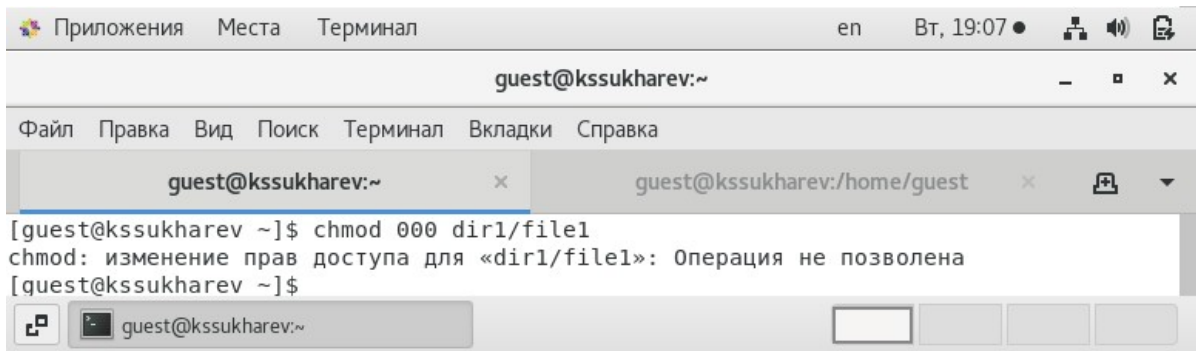 Приложения Места Терминал en Вт, 19:07
guest@kssukharev:~
Файл Правка Вид Поиск Терминал Вкладки Справка
guest@kssukharev:~ guest@kssukharev:/home/guest
[guest@kssukharev ~]$ chmod 000 dir1/file1
chmod: изменение прав доступа для «dir1/file1»: Операция не позволена
[guest@kssukharev ~]$
guest@kssukharev:~